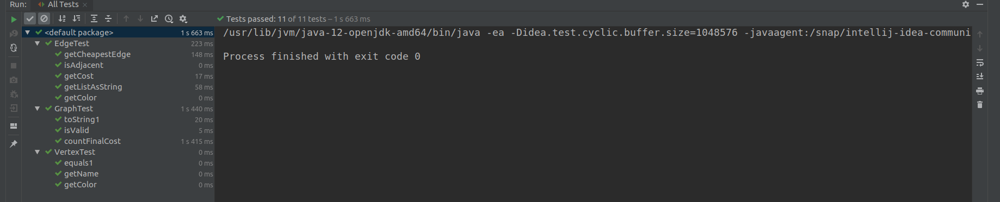 Run: All Tests
Tests passed: 11 of 11 tests – 1 s 663 ms
<default package> 1 s 663 ms
EdgeTest 223 ms
getCheapestEdge 148 ms
isAdjacent 0 ms
getCost 17 ms
getListAsString 58 ms
getColor 0 ms
GraphTest 1 s 440 ms
toString1 20 ms
isValid 5 ms
countFinalCost 1 s 415 ms
VertexTest 0 ms
equals1 0 ms
getName 0 ms
getColor 0 ms
/usr/lib/jvm/java-12-openjdk-amd64/bin/java -ea -Didea.test.cyclic.buffer.size=1048576 -javaagent:/snap/intellij-idea-communi
Process finished with exit code 0